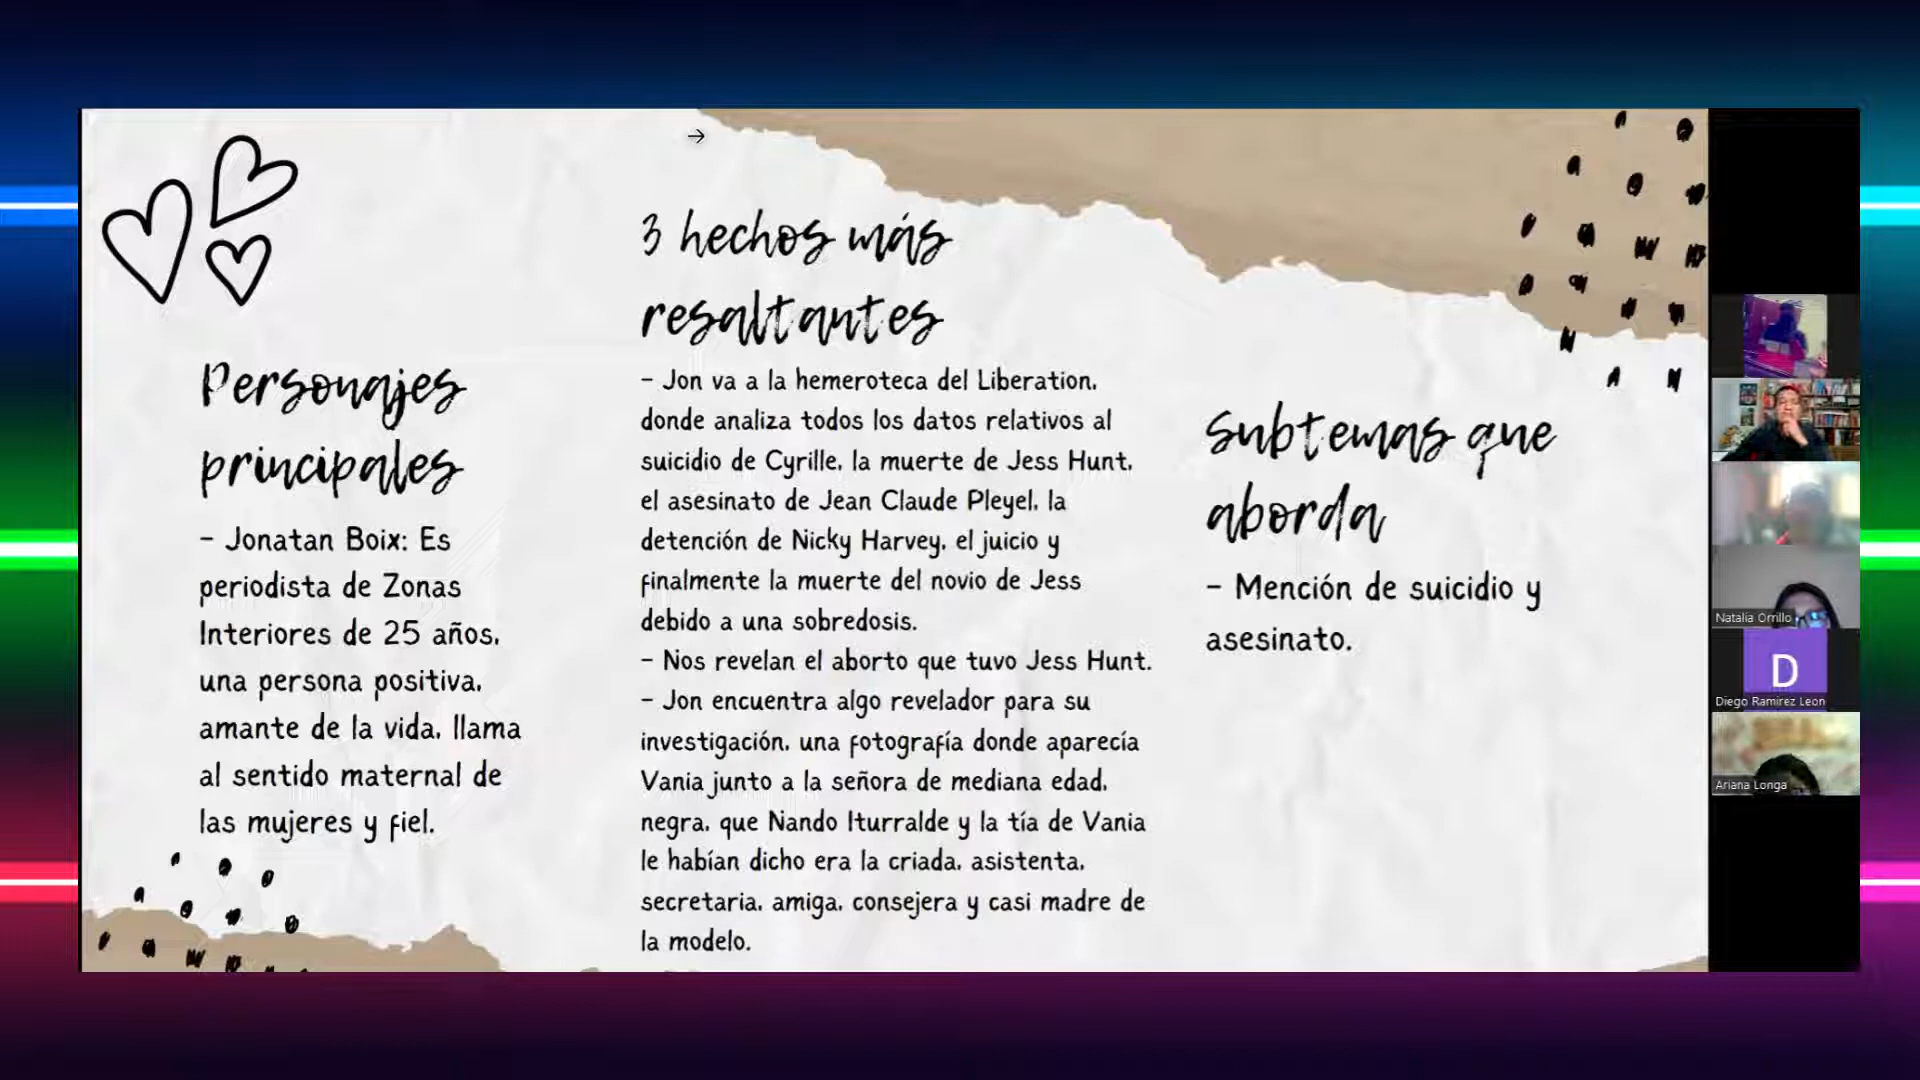 Personajes
principales
- Jonatan Boix: Es
periodista de Zonas
Interiores de 25 años,
una persona positiva,
amante de la vida, llama
al sentido maternal de
las mujeres y fiel.
3 hechos más
resaltantes
- Jon va a la hemeroteca del Liberation,
donde analiza todos los datos relativos al
suicidio de Cyrille, la muerte de Jess Hunt,
el asesinato de Jean Claude Pleyel, la
detención de Nicky Harvey, el juicio y
finalmente la muerte del novio de Jess
debido a una sobredosis.
- Nos revelan el aborto que tuvo Jess Hunt.
- Jon encuentra algo revelador para su
investigación, una fotografía donde aparecía
Vania junto a la señora de mediana edad,
negra, que Nando Iturralde y la tía de Vania
le habían dicho era la criada, asistenta,
secretaria, amiga, consejera y casi madre de
la modelo.
Subtemas que
aborda
- Mención de suicidio y
asesinato.
Natalia Orrillo
D
Diego Ramirez Leon
Ariana Longa